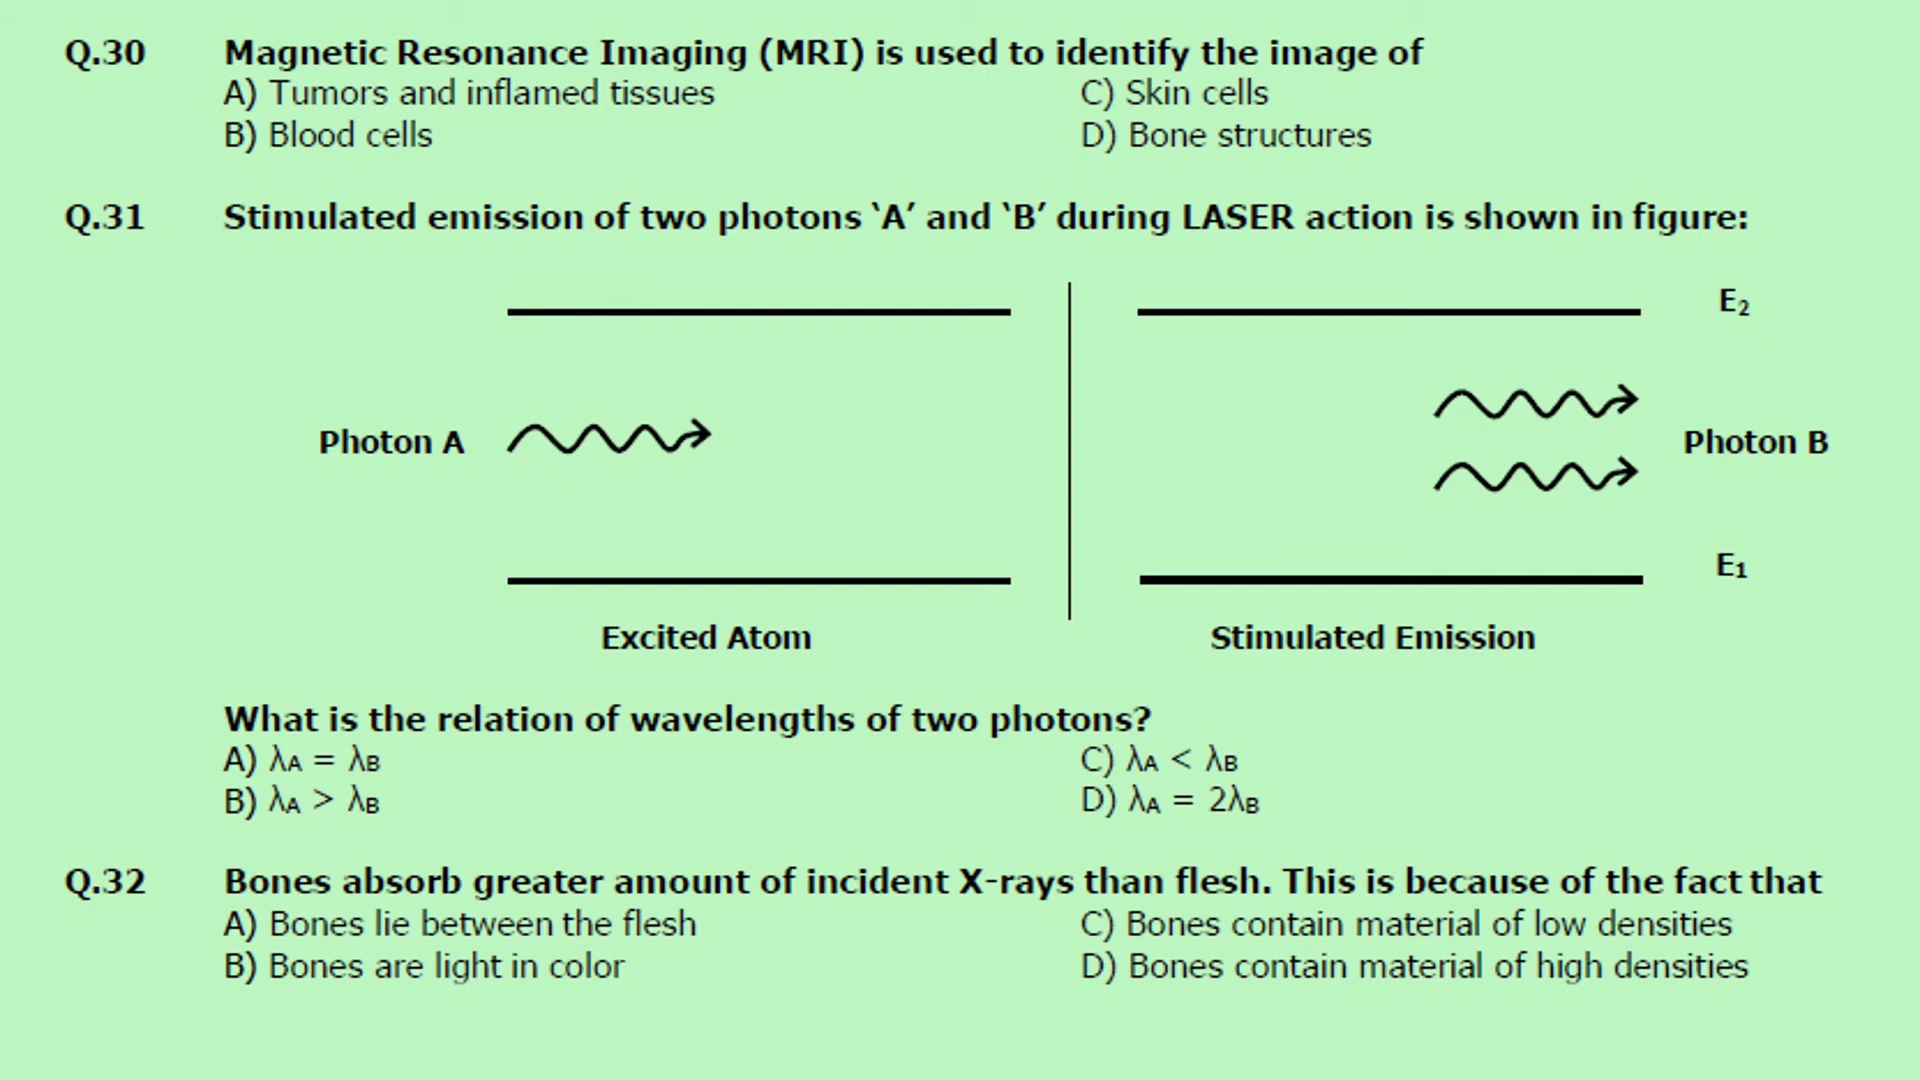 Q.30 Magnetic Resonance Imaging (MRI) is used to identify the image of
A) Tumors and inflamed tissues C) Skin cells
B) Blood cells D) Bone structures
Q.31 Stimulated emission of two photons ‘A’ and ‘B’ during LASER action is shown in figure:
E₂
Photon A Photon B
E₁
Excited Atom Stimulated Emission
What is the relation of wavelengths of two photons?
A) λA = λB C) λA < λB
B) λA > λB D) λA = 2λB
Q.32 Bones absorb greater amount of incident X-rays than flesh. This is because of the fact that
A) Bones lie between the flesh C) Bones contain material of low densities
B) Bones are light in color D) Bones contain material of high densities